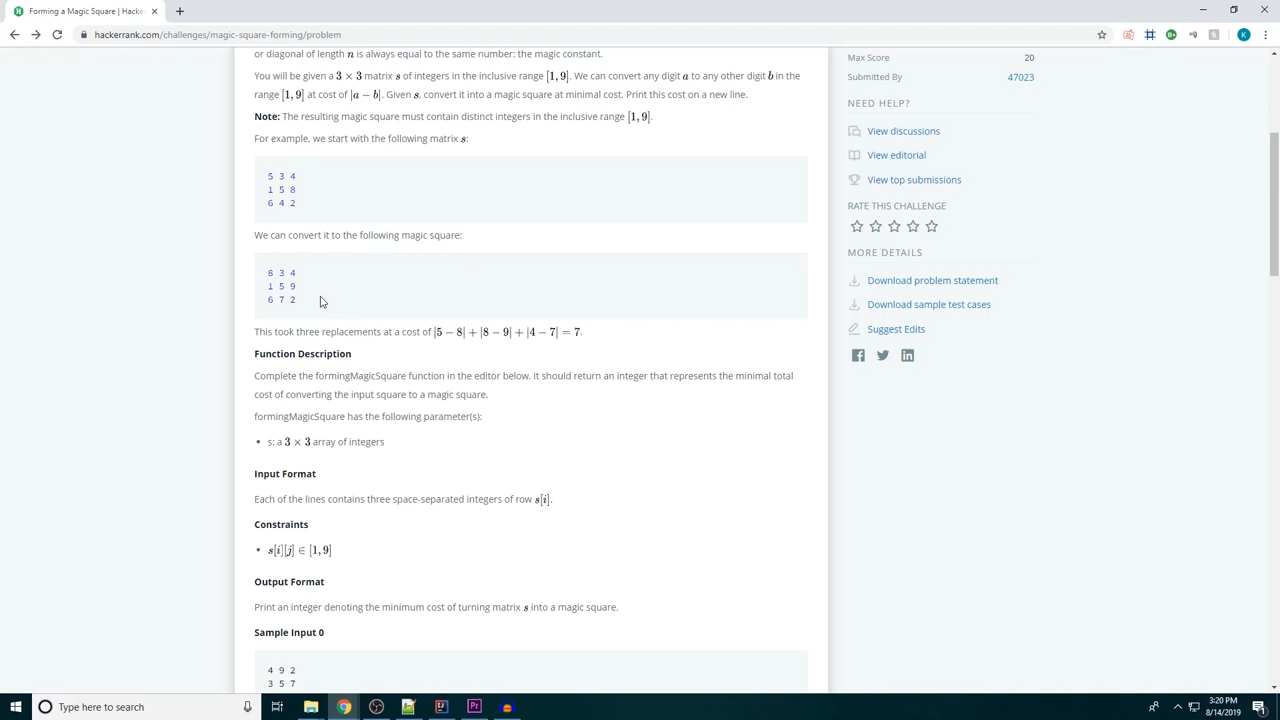 Forming a Magic Square | Hacke
hackerrank.com/challenges/magic-square-forming/problem
K
or diagonal of length n is always equal to the same number: the magic constant.
You will be given a 3 × 3 matrix s of integers in the inclusive range [1, 9]. We can convert any digit a to any other digit b in the
range [1, 9] at cost of |a − b|. Given s, convert it into a magic square at minimal cost. Print this cost on a new line.
Note: The resulting magic square must contain distinct integers in the inclusive range [1, 9].
For example, we start with the following matrix s:
5 3 4
1 5 8
6 4 2
We can convert it to the following magic square:
8 3 4
1 5 9
6 7 2
This took three replacements at a cost of |5 − 8| + |8 − 9| + |4 − 7| = 7.
Function Description
Complete the formingMagicSquare function in the editor below. It should return an integer that represents the minimal total
cost of converting the input square to a magic square.
formingMagicSquare has the following parameter(s):
• s: a 3 × 3 array of integers
Input Format
Each of the lines contains three space-separated integers of row s[i].
Constraints
• s[i][j] ∈ [1, 9]
Output Format
Print an integer denoting the minimum cost of turning matrix s into a magic square.
Sample Input 0
4 9 2
3 5 7
Max Score 20
Submitted By 47023
NEED HELP?
View discussions
View editorial
View top submissions
RATE THIS CHALLENGE
MORE DETAILS
Download problem statement
Download sample test cases
Suggest Edits
Type here to search
Pr
3:20 PM
8/14/2019